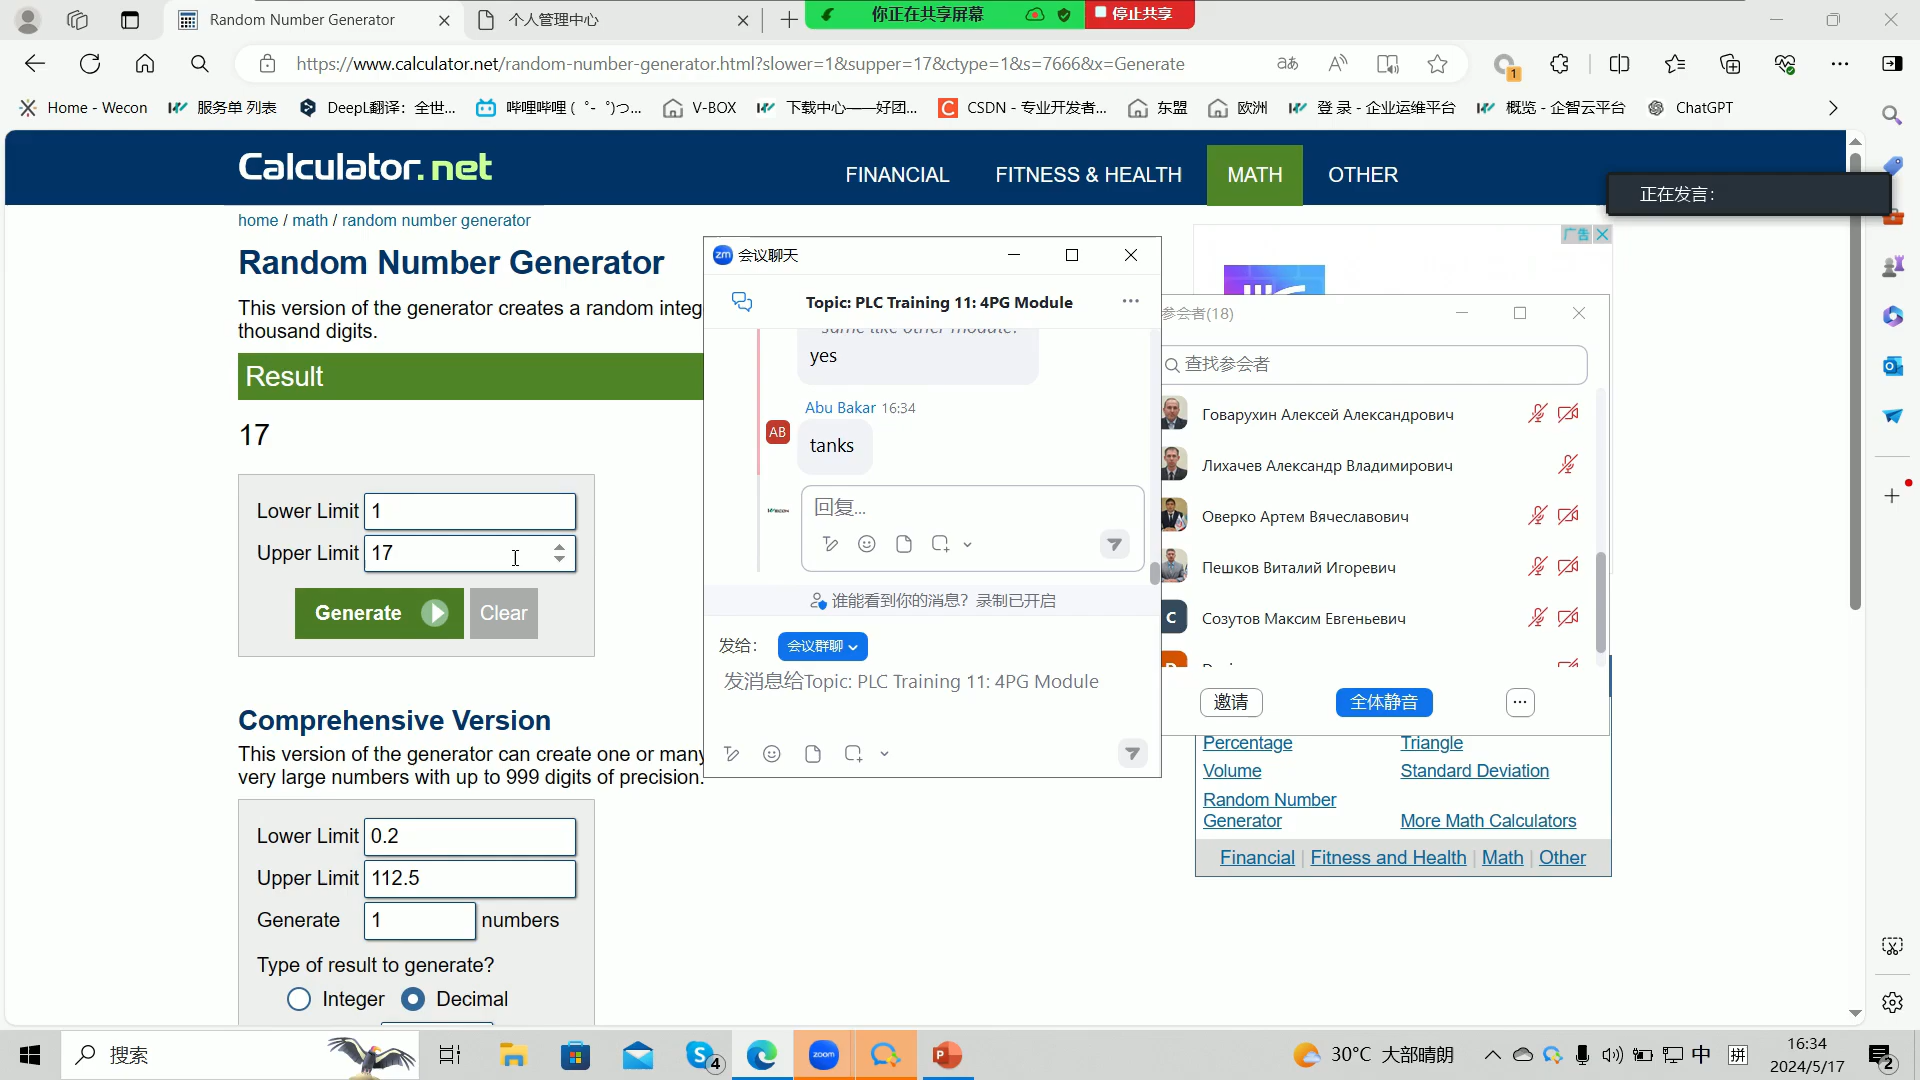 Random Number Generator
个人管理中心
你正在共享屏幕
停止共享
https://www.calculator.net/random-number-generator.html?slower=1&supper=17&ctype=1&s=7666&x=Generate
1
Home - Wecon
服务单 列表
DeepL翻译：全世...
哔哩哔哩 ( ゜- ゜)つ...
V-BOX
下载中心——好团...
CSDN - 专业开发者...
东盟
欧洲
登 录 - 企业运维平台
概览 - 企智云平台
ChatGPT
Calculator.net
FINANCIAL
FITNESS & HEALTH
MATH
OTHER
正在发言:
home / math / random number generator
广告
Random Number Generator
This version of the generator creates a random integ
thousand digits.
Result
17
Lower Limit 1
Upper Limit 17
Generate
Clear
Comprehensive Version
This version of the generator can create one or many
very large numbers with up to 999 digits of precision.
Lower Limit 0.2
Upper Limit 112.5
Generate 1 numbers
Type of result to generate?
Integer Decimal
zm 会议聊天
Topic: PLC Training 11: 4PG Module
same like other module?
yes
Abu Bakar 16:34
AB
tanks
回复...
谁能看到你的消息? 录制已开启
发给:
会议群聊
发消息给Topic: PLC Training 11: 4PG Module
参会者(18)
查找参会者
Говарухин Алексей Александрович
Лихачев Александр Владимирович
Оверко Артем Вячеславович
Пешков Виталий Игоревич
C
Созутов Максим Евгеньевич
邀请
全体静音
Percentage
Triangle
Volume
Standard Deviation
Random Number
Generator
More Math Calculators
Financial | Fitness and Health | Math | Other
搜索
4
zoom
30°C 大部晴朗
中
拼
16:34
2024/5/17
2